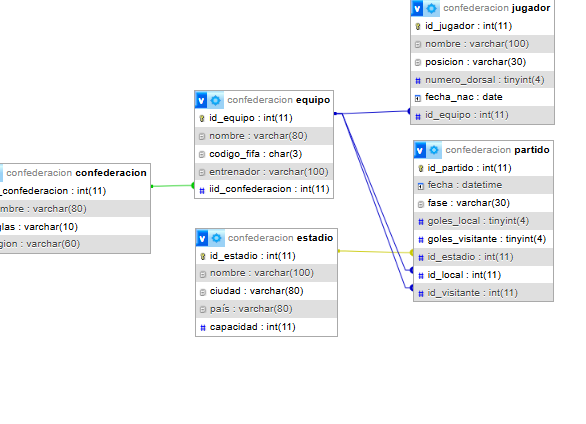 confederacion jugador
id_jugador : int(11)
nombre : varchar(100)
posicion : varchar(30)
numero_dorsal : tinyint(4)
fecha_nac : date
id_equipo : int(11)
confederacion equipo
id_equipo : int(11)
nombre : varchar(80)
codigo_fifa : char(3)
entrenador : varchar(100)
iid_confederacion : int(11)
confederacion partido
id_partido : int(11)
fecha : datetime
fase : varchar(30)
goles_local : tinyint(4)
goles_visitante : tinyint(4)
id_estadio : int(11)
id_local : int(11)
id_visitante : int(11)
confederacion confederacion
_confederacion : int(11)
mbre : varchar(80)
glas : varchar(10)
gion : varchar(60)
confederacion estadio
id_estadio : int(11)
nombre : varchar(100)
ciudad : varchar(80)
país : varchar(80)
capacidad : int(11)